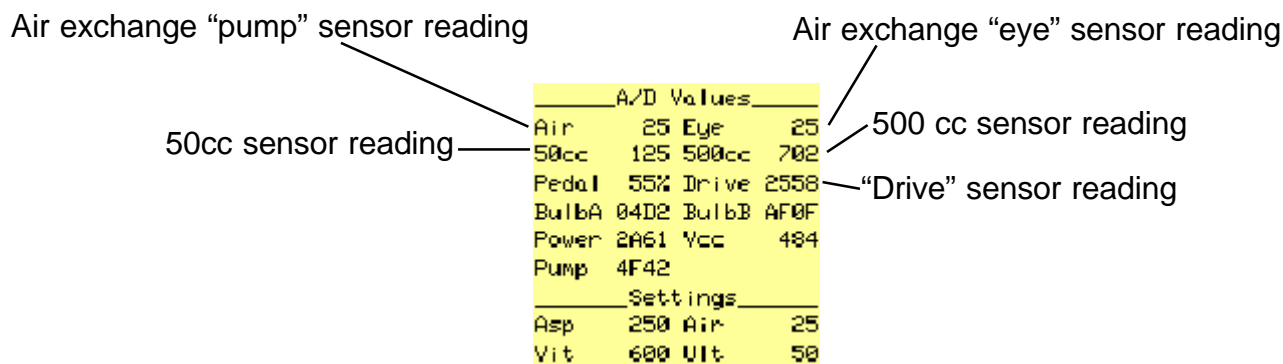 Air exchange “pump” sensor reading
Air exchange “eye” sensor reading
50cc sensor reading
500 cc sensor reading
“Drive” sensor reading
A/D Values
Air 25 Eye 25
50cc 125 500cc 702
Pedal 55% Drive 2558
BulbA 04D2 BulbB AF0F
Power 2A61 Vcc 484
Pump 4F42
Settings
Asp 250 Air 25
Vit 600 Ult 50